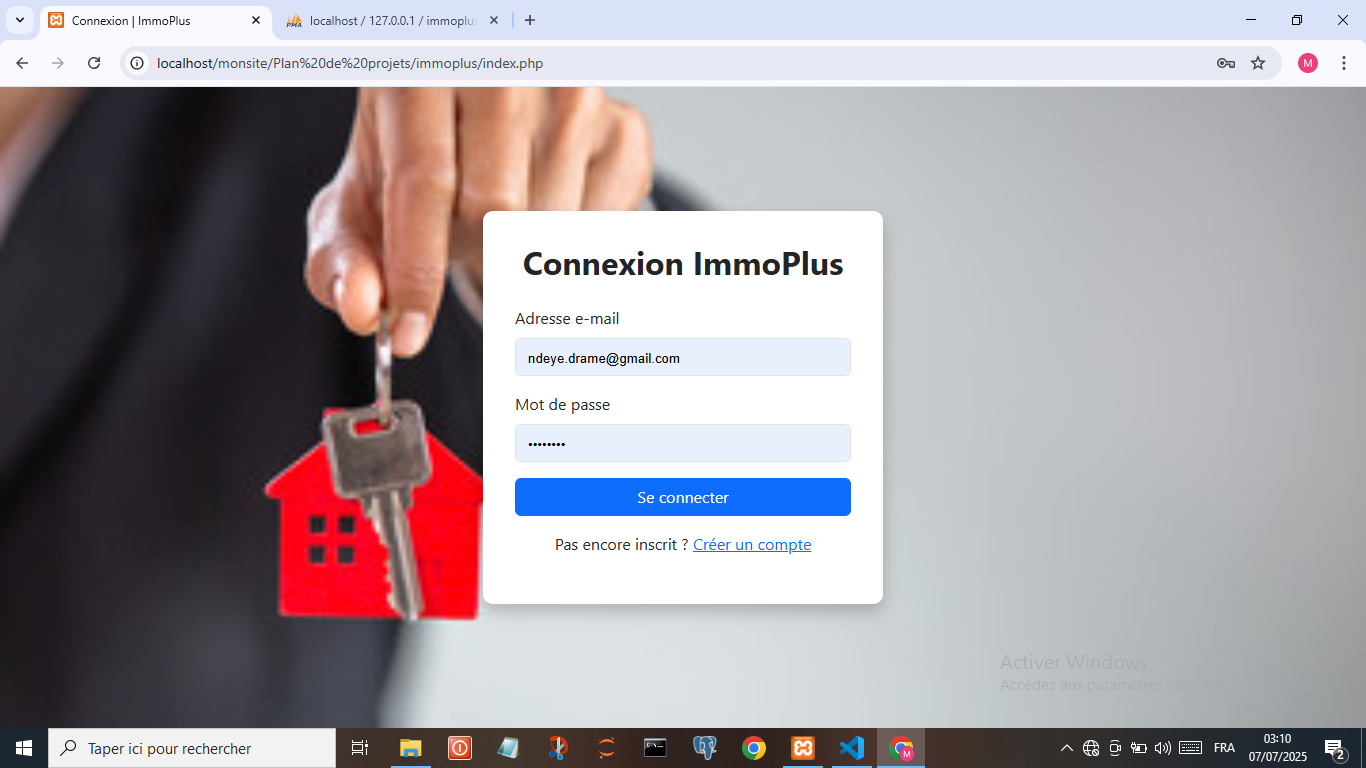 Connexion | ImmoPlus
localhost / 127.0.0.1 / immoplus
localhost/monsite/Plan%20de%20projets/immoplus/index.php
M
Connexion ImmoPlus
Adresse e-mail
ndeye.drame@gmail.com
Mot de passe
••••••••
Se connecter
Pas encore inscrit ? Créer un compte
Activer Windows
Accédez aux paramètres pour
Taper ici pour rechercher
M
FRA
03:10
07/07/2025
2